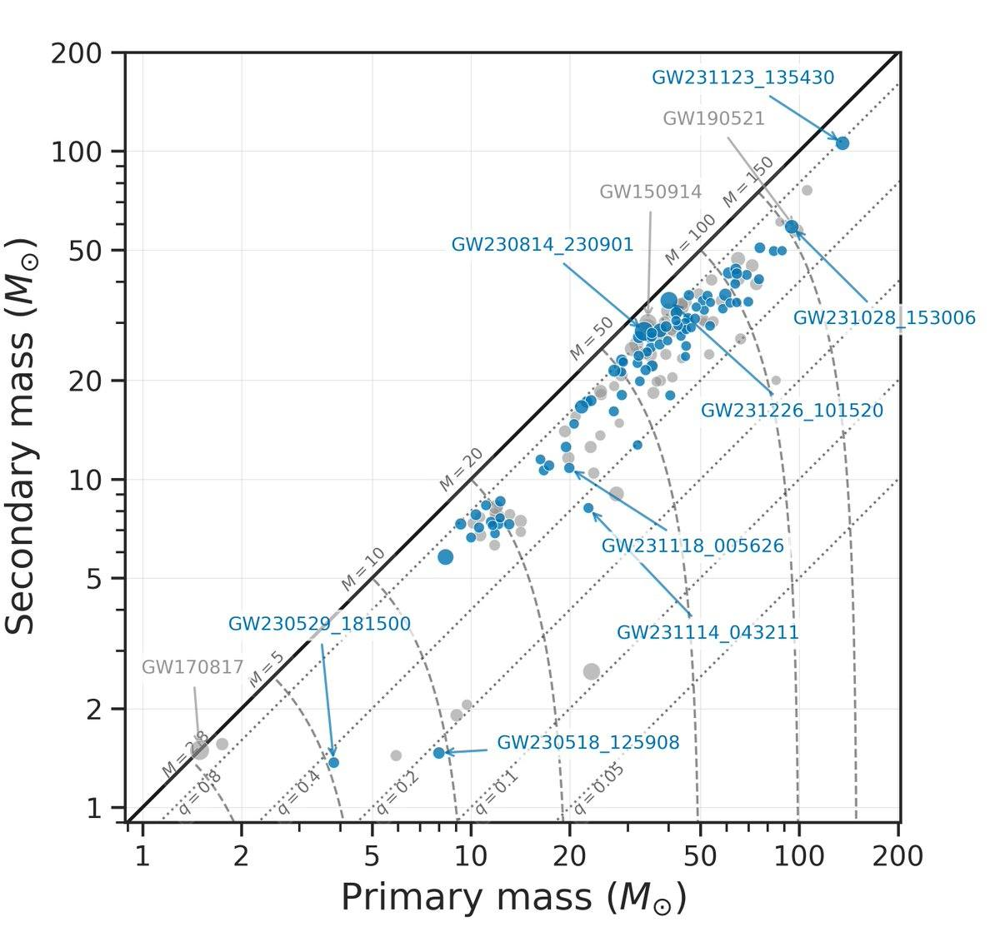 200
100
50
20
10
5
2
1
Secondary mass (M☉)
GW231123_135430
GW190521
M = 150
GW150914
M = 100
GW230814_230901
GW231028_153006
M = 50
GW231226_101520
M = 20
GW231118_005626
M = 10
GW230529_181500
GW231114_043211
GW170817
M = 5
M = 2.8
GW230518_125908
q = 0.8
q = 0.4
q = 0.2
q = 0.1
q = 0.05
1 2 5 10 20 50 100 200
Primary mass (M☉)